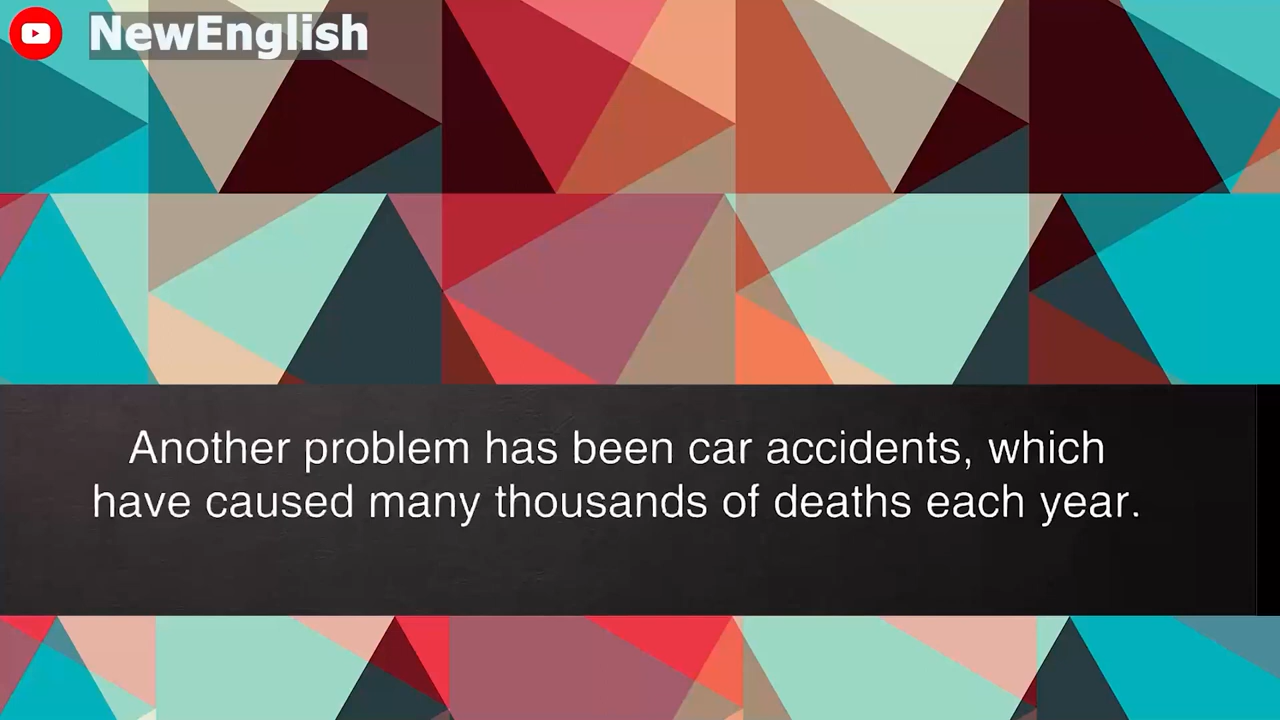 NewEnglish
Another problem has been car accidents, which
have caused many thousands of deaths each year.